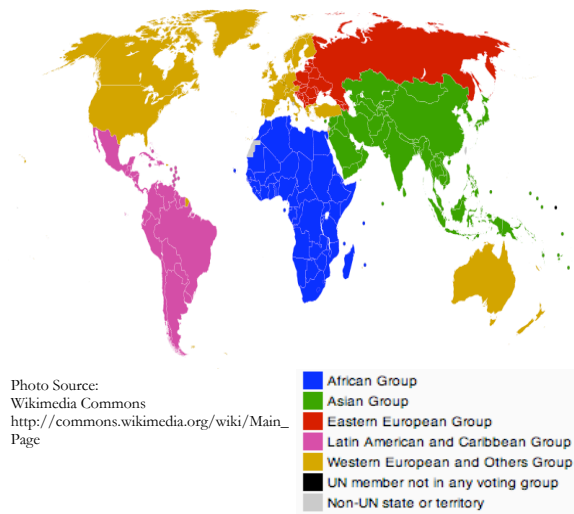 Photo Source:
Wikimedia Commons
http://commons.wikimedia.org/wiki/Main_
Page
African Group
Asian Group
Eastern European Group
Latin American and Caribbean Group
Western European and Others Group
UN member not in any voting group
Non-UN state or territory